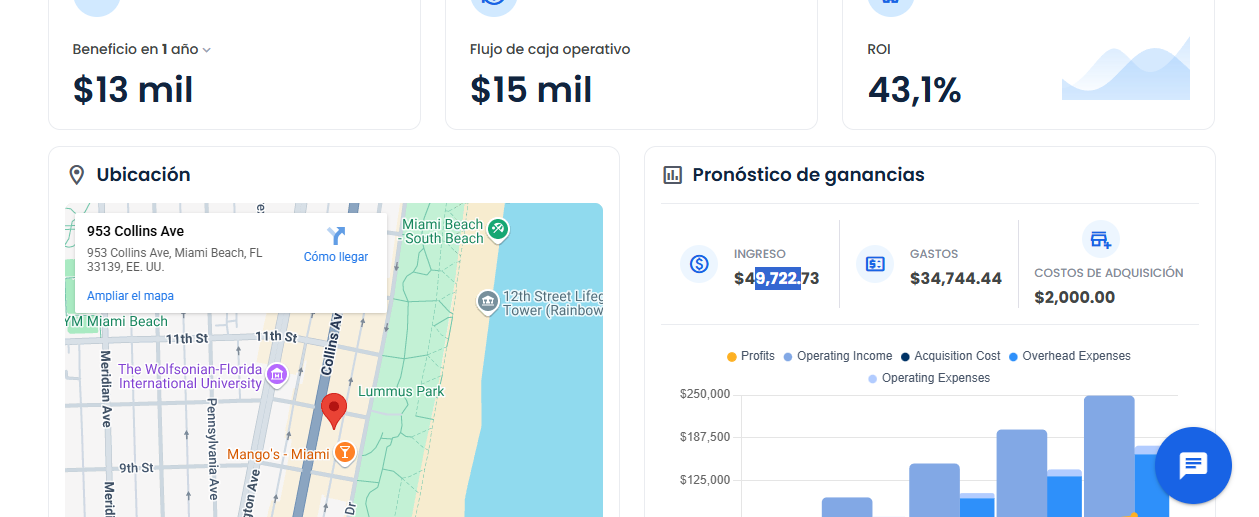 Beneficio en 1 año
$13 mil
Flujo de caja operativo
$15 mil
ROI
43,1%
Ubicación
953 Collins Ave
953 Collins Ave, Miami Beach, FL
33139, EE. UU.
Cómo llegar
Ampliar el mapa
Miami Beach
- South Beach
12th Street Lifeg
Tower (Rainbow
YM Miami Beach
11th St
11th St
Collins Av
The Wolfsonian-Florida
International University
Meridian Ave
Pennsylvania Ave
Lummus Park
Mango's - Miami
9th St
Meridi
gton Ave
Dr
Pronóstico de ganancias
INGRESO
$49,722.73
GASTOS
$34,744.44
COSTOS DE ADQUISICIÓN
$2,000.00
Profits
Operating Income
Acquisition Cost
Overhead Expenses
Operating Expenses
$250,000
$187,500
$125,000